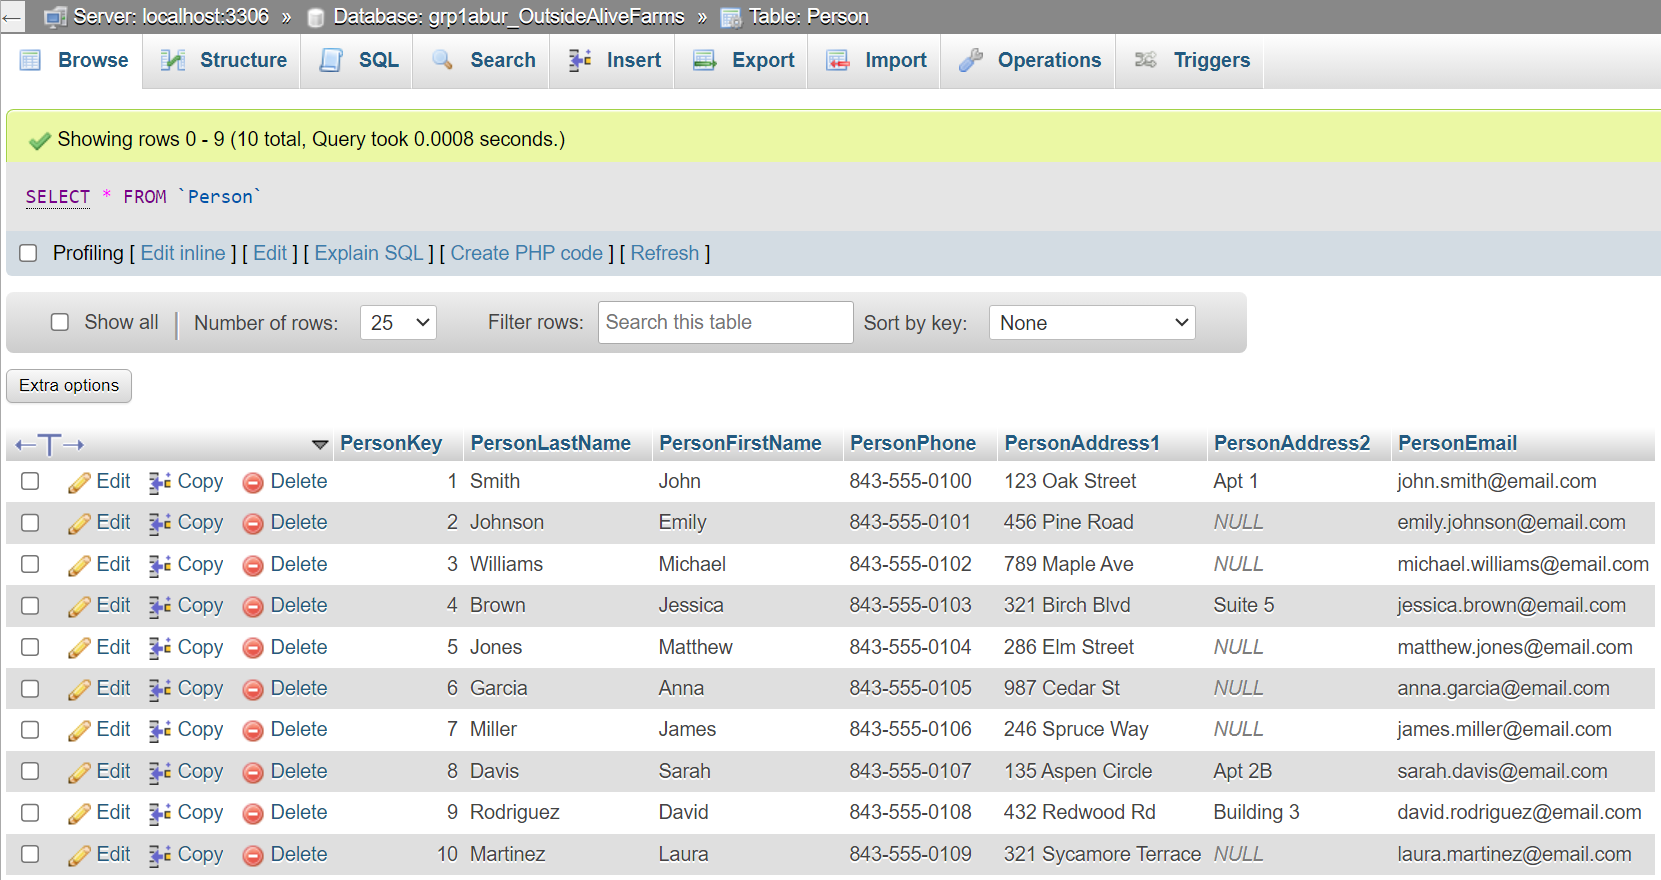 ← Server: localhost:3306 » Database: grp1abur_OutsideAliveFarms » Table: Person
Browse Structure SQL Search Insert Export Import Operations Triggers
Showing rows 0 - 9 (10 total, Query took 0.0008 seconds.)
SELECT * FROM `Person`
Profiling [ Edit inline ] [ Edit ] [ Explain SQL ] [ Create PHP code ] [ Refresh ]
Show all Number of rows: 25 Filter rows: Search this table Sort by key: None
Extra options
←T→ PersonKey PersonLastName PersonFirstName PersonPhone PersonAddress1 PersonAddress2 PersonEmail
Edit Copy Delete 1 Smith John 843-555-0100 123 Oak Street Apt 1 john.smith@email.com
Edit Copy Delete 2 Johnson Emily 843-555-0101 456 Pine Road NULL emily.johnson@email.com
Edit Copy Delete 3 Williams Michael 843-555-0102 789 Maple Ave NULL michael.williams@email.com
Edit Copy Delete 4 Brown Jessica 843-555-0103 321 Birch Blvd Suite 5 jessica.brown@email.com
Edit Copy Delete 5 Jones Matthew 843-555-0104 286 Elm Street NULL matthew.jones@email.com
Edit Copy Delete 6 Garcia Anna 843-555-0105 987 Cedar St NULL anna.garcia@email.com
Edit Copy Delete 7 Miller James 843-555-0106 246 Spruce Way NULL james.miller@email.com
Edit Copy Delete 8 Davis Sarah 843-555-0107 135 Aspen Circle Apt 2B sarah.davis@email.com
Edit Copy Delete 9 Rodriguez David 843-555-0108 432 Redwood Rd Building 3 david.rodriguez@email.com
Edit Copy Delete 10 Martinez Laura 843-555-0109 321 Sycamore Terrace NULL laura.martinez@email.com